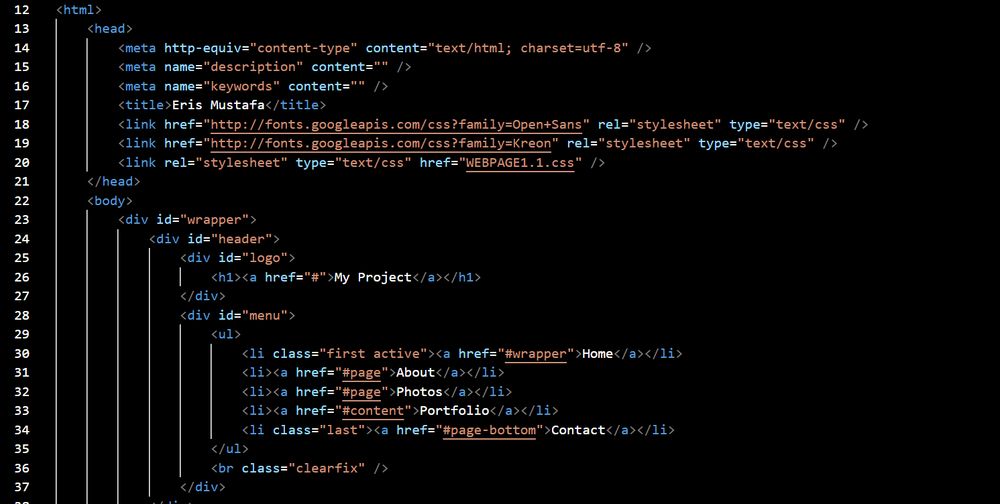 12 <html>
13 <head>
14 <meta http-equiv="content-type" content="text/html; charset=utf-8" />
15 <meta name="description" content="" />
16 <meta name="keywords" content="" />
17 <title>Eris Mustafa</title>
18 <link href="http://fonts.googleapis.com/css?family=Open+Sans" rel="stylesheet" type="text/css" />
19 <link href="http://fonts.googleapis.com/css?family=Kreon" rel="stylesheet" type="text/css" />
20 <link rel="stylesheet" type="text/css" href="WEBPAGE1.1.css" />
21 </head>
22 <body>
23 <div id="wrapper">
24 <div id="header">
25 <div id="logo">
26 <h1><a href="#">My Project</a></h1>
27 </div>
28 <div id="menu">
29 <ul>
30 <li class="first active"><a href="#wrapper">Home</a></li>
31 <li><a href="#page">About</a></li>
32 <li><a href="#page">Photos</a></li>
33 <li><a href="#content">Portfolio</a></li>
34 <li class="last"><a href="#page-bottom">Contact</a></li>
35 </ul>
36 <br class="clearfix" />
37 </div>